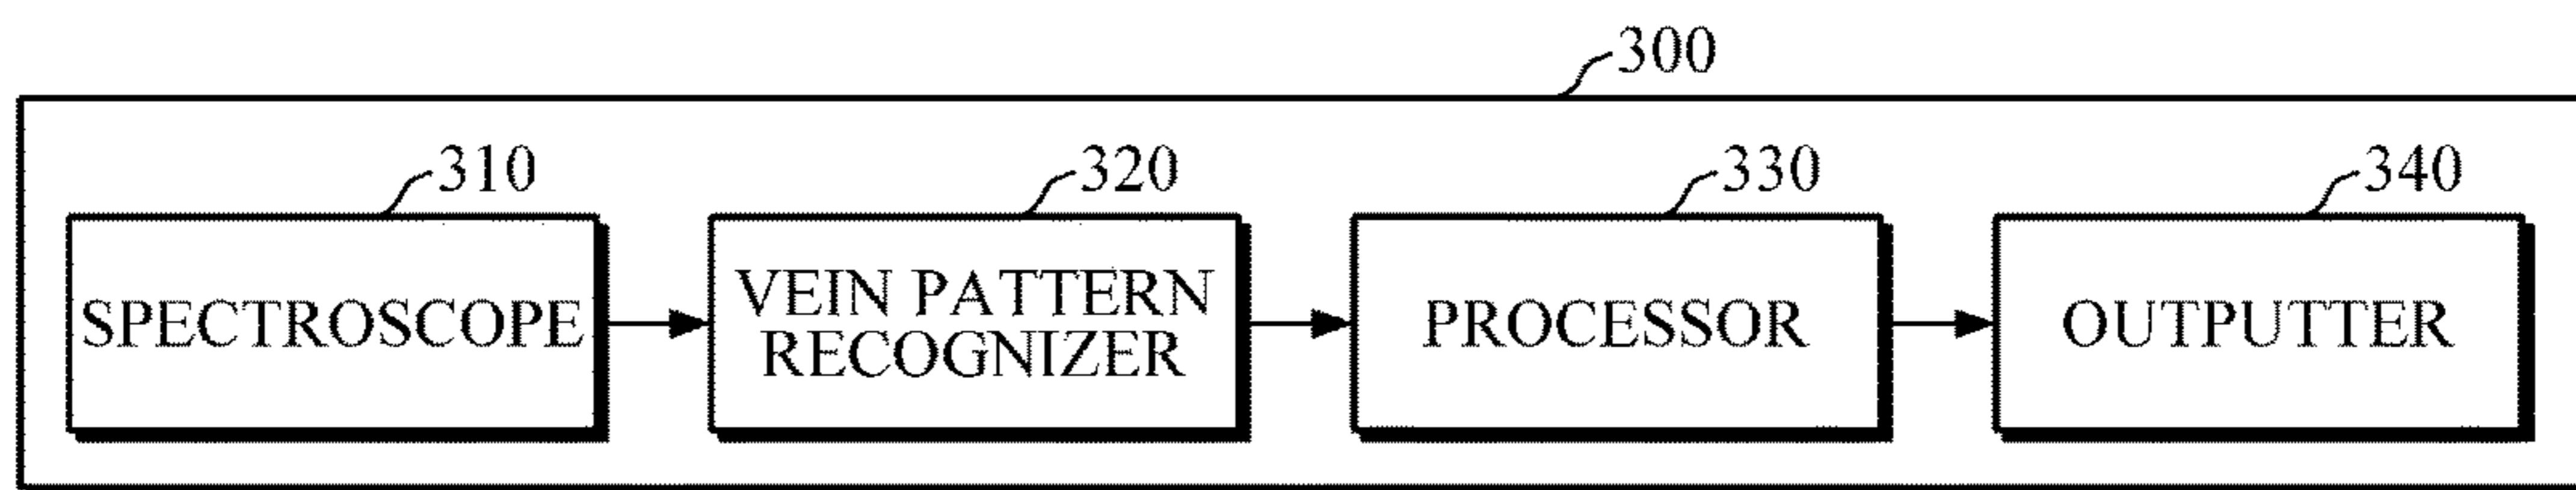 300
310
320
330
340
SPECTROSCOPE
VEIN PATTERN
RECOGNIZER
PROCESSOR
OUTPUTTER